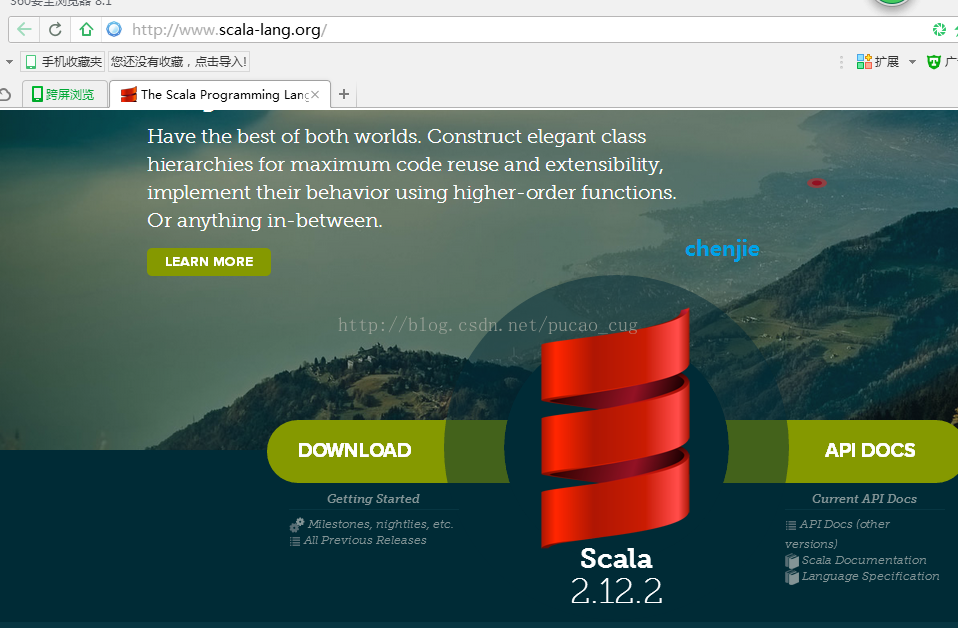 360安全浏览器 8.1
http://www.scala-lang.org/
手机收藏夹 您还没有收藏，点击导入! 扩展
跨屏浏览 The Scala Programming Lang
Have the best of both worlds. Construct elegant class
hierarchies for maximum code reuse and extensibility,
implement their behavior using higher-order functions.
Or anything in-between.
LEARN MORE
chenjie
http://blog.csdn.net/pucao_cug
DOWNLOAD
API DOCS
Getting Started
Milestones, nightlies, etc.
All Previous Releases
Current API Docs
API Docs (other
versions)
Scala Documentation
Language Specification
Scala
2.12.2